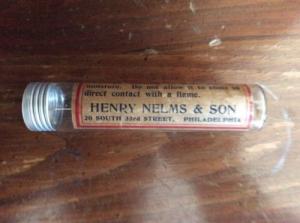 moisture. Do not allow it to come in
direct contact with a flame.
HENRY NELMS & SON
20 SOUTH 33rd STREET, PHILADELPHIA